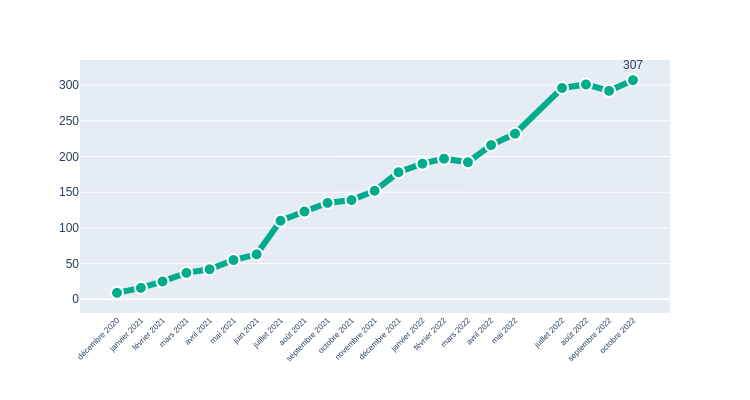 307
300
250
200
150
100
50
0
décembre 2020
janvier 2021
février 2021
mars 2021
avril 2021
mai 2021
juin 2021
juillet 2021
août 2021
septembre 2021
octobre 2021
novembre 2021
décembre 2021
janvier 2022
février 2022
mars 2022
avril 2022
mai 2022
juillet 2022
août 2022
septembre 2022
octobre 2022